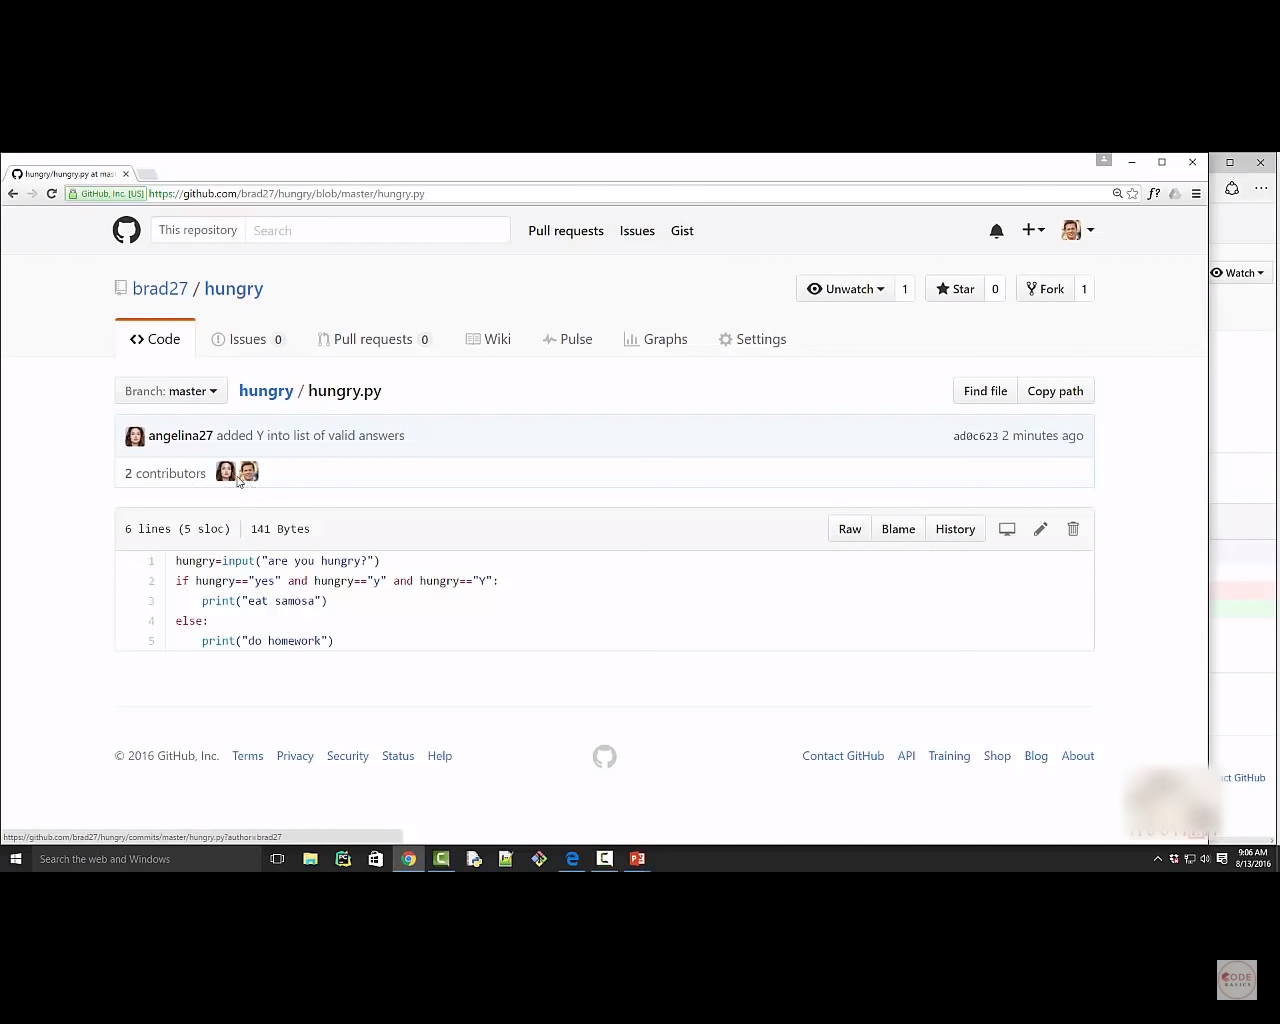 hungry/hungry.py at mas
GitHub, Inc. [US] https://github.com/brad27/hungry/blob/master/hungry.py
This repository Search Pull requests Issues Gist
brad27 / hungry
Unwatch 1 Star 0 Fork 1
Watch
Code Issues 0 Pull requests 0 Wiki Pulse Graphs Settings
Branch: master hungry / hungry.py Find file Copy path
angelina27 added Y into list of valid answers ad0c623 2 minutes ago
2 contributors
6 lines (5 sloc) 141 Bytes Raw Blame History
1 hungry=input("are you hungry?")
2 if hungry=="yes" and hungry=="y" and hungry=="Y":
3 print("eat samosa")
4 else:
5 print("do homework")
© 2016 GitHub, Inc. Terms Privacy Security Status Help Contact GitHub API Training Shop Blog About
ct GitHub
https://github.com/brad27/hungry/commits/master/hungry.py?author=brad27
Search the web and Windows
9:06 AM
8/13/2016
CODE
BASICS